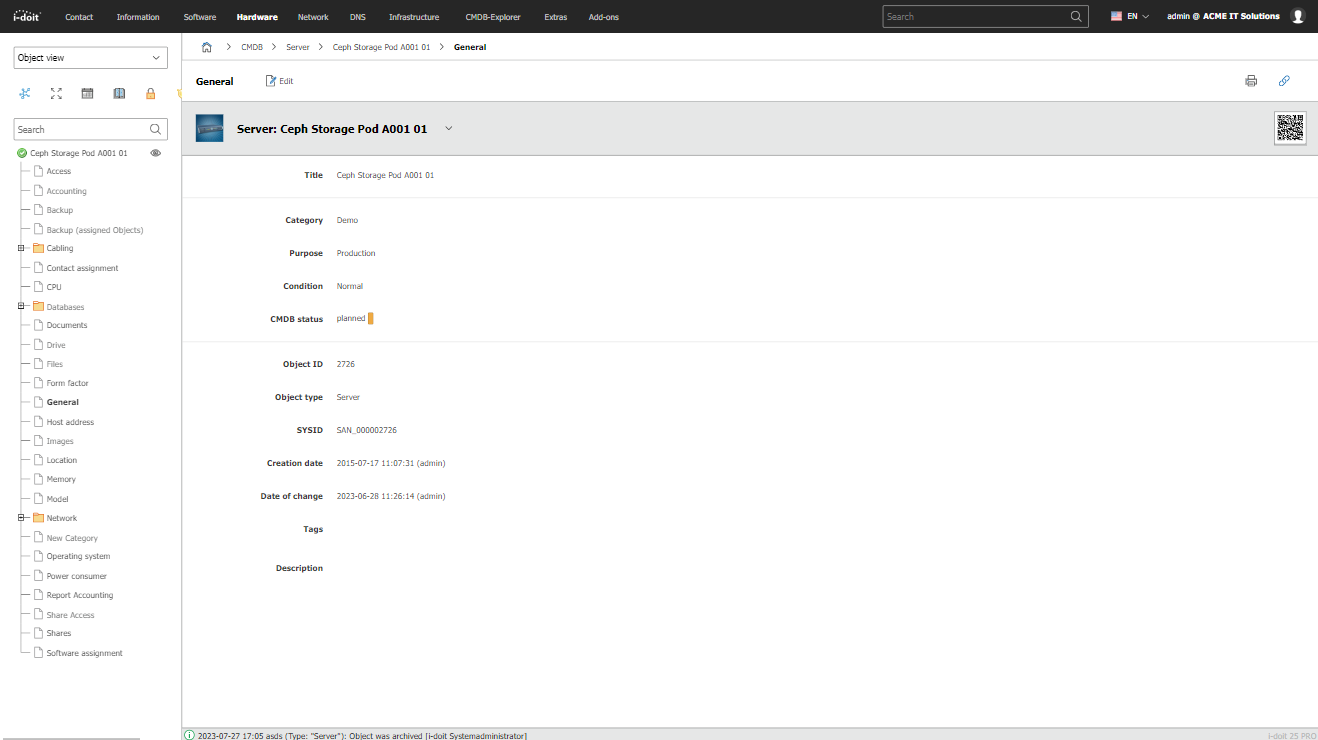 i-doit Contact Information Software Hardware Network DNS Infrastructure CMDB-Explorer Extras Add-ons Search EN admin @ ACME IT Solutions
Object view
CMDB Server Ceph Storage Pod A001 01 General
General Edit
Search
Server: Ceph Storage Pod A001 01
Ceph Storage Pod A001 01
Access
Accounting
Backup
Backup (assigned Objects)
Cabling
Contact assignment
CPU
Databases
Documents
Drive
Files
Form factor
General
Host address
Images
Location
Memory
Model
Network
New Category
Operating system
Power consumer
Report Accounting
Share Access
Shares
Software assignment
Title Ceph Storage Pod A001 01
Category Demo
Purpose Production
Condition Normal
CMDB status planned
Object ID 2726
Object type Server
SYSID SAN_000002726
Creation date 2015-07-17 11:07:31 (admin)
Date of change 2023-06-28 11:26:14 (admin)
Tags
Description
2023-07-27 17:05 asds (Type: "Server"): Object was archived [i-doit Systemadministrator]
i-doit 25 PRO